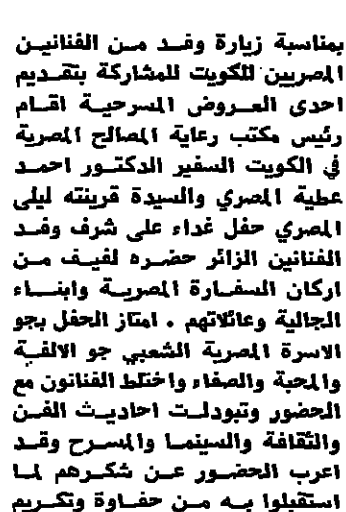 بمناسبة زيارة وفد من الفنانين
المصريين للكويت للمشاركة بتقديم
احدى العروض المسرحية اقام
رئيس مكتب رعاية المصالح المصرية
في الكويت السفير الدكتور احمد
عطية المصري والسيدة قرينته ليلى
المصري حفل غداء على شرف وفد
الفنانين الزائر حضره لفيف من
اركان السفارة المصرية وابناء
الجالية وعائلاتهم . امتاز الحفل بجو
الاسرة المصرية الشعبي جو الالفة
والمحبة والصفاء واختلط الفنانون مع
الحضور وتبودلت احاديث الفن
والثقافة والسينما والمسرح وقد
اعرب الحضور عن شكرهم لما
استقبلوا به من حفاوة وتكريم